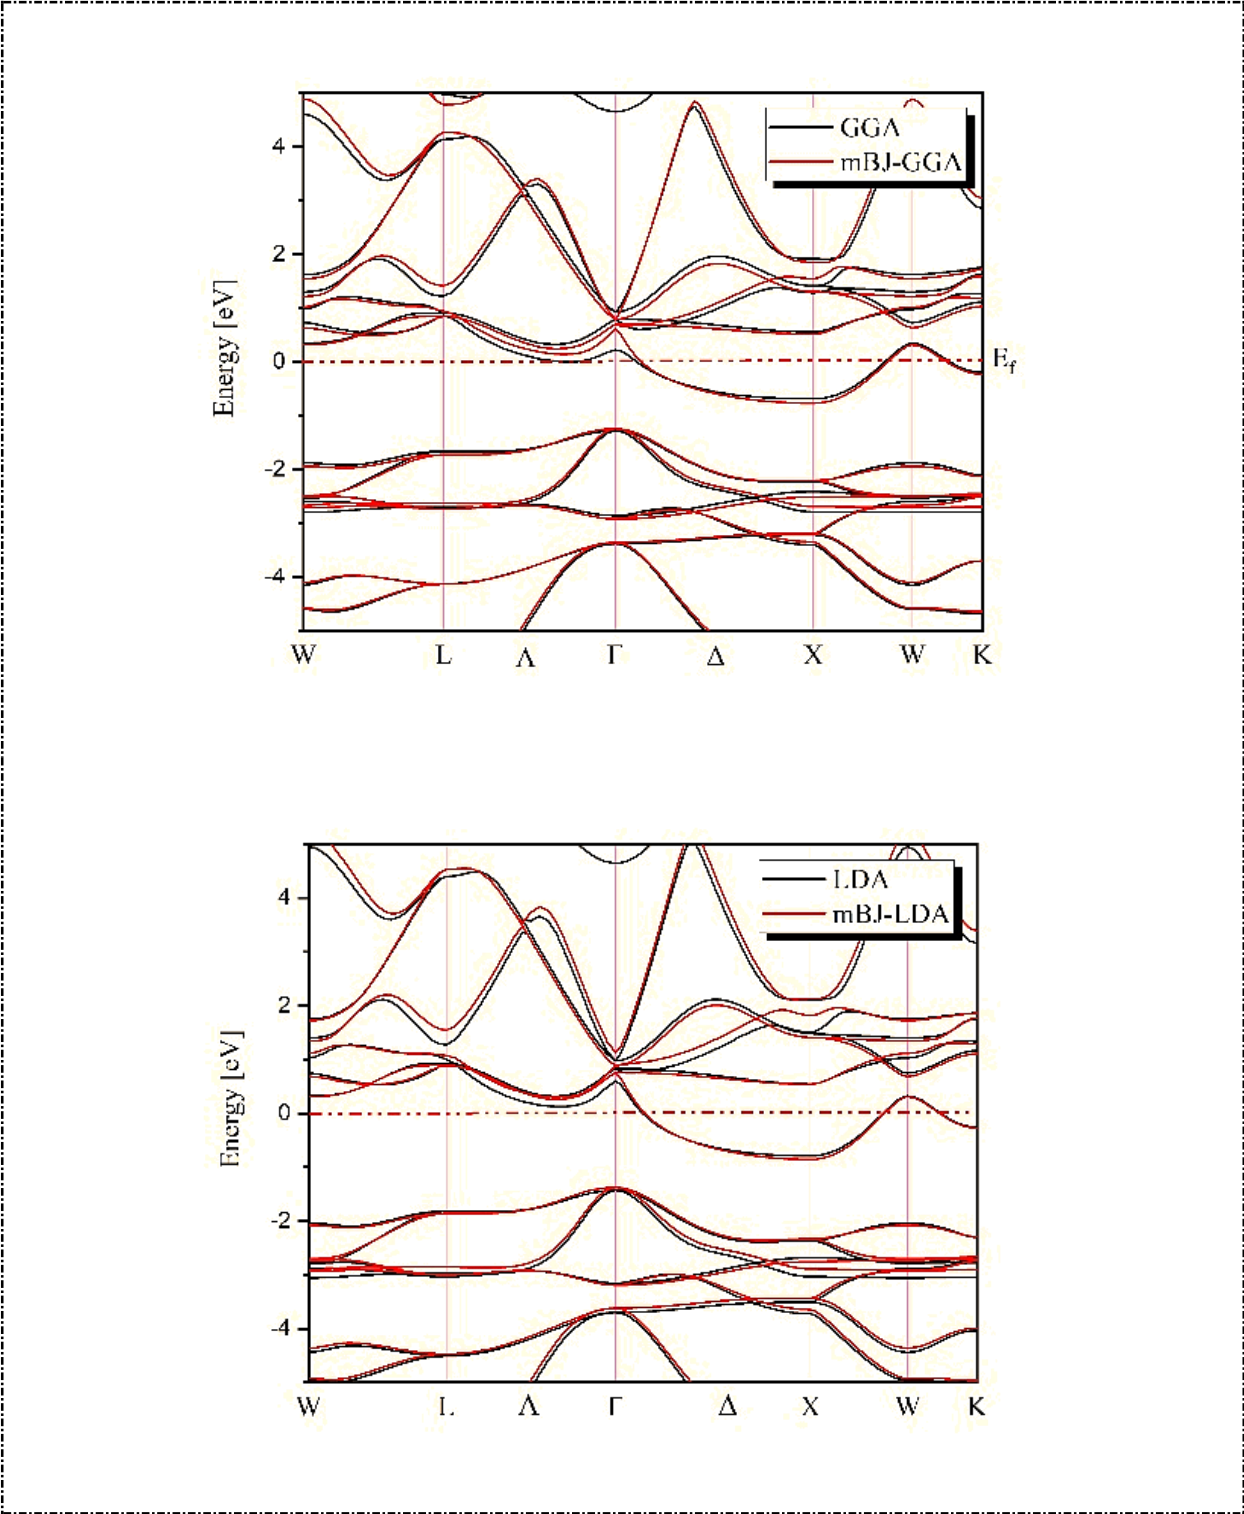 GGA
mBJ-GGA
4
2
0
-2
-4
Energy [eV]
E_f
W L Λ Γ Δ X W K
LDA
mBJ-LDA
4
2
0
-2
-4
Energy [eV]
W L Λ Γ Δ X W K